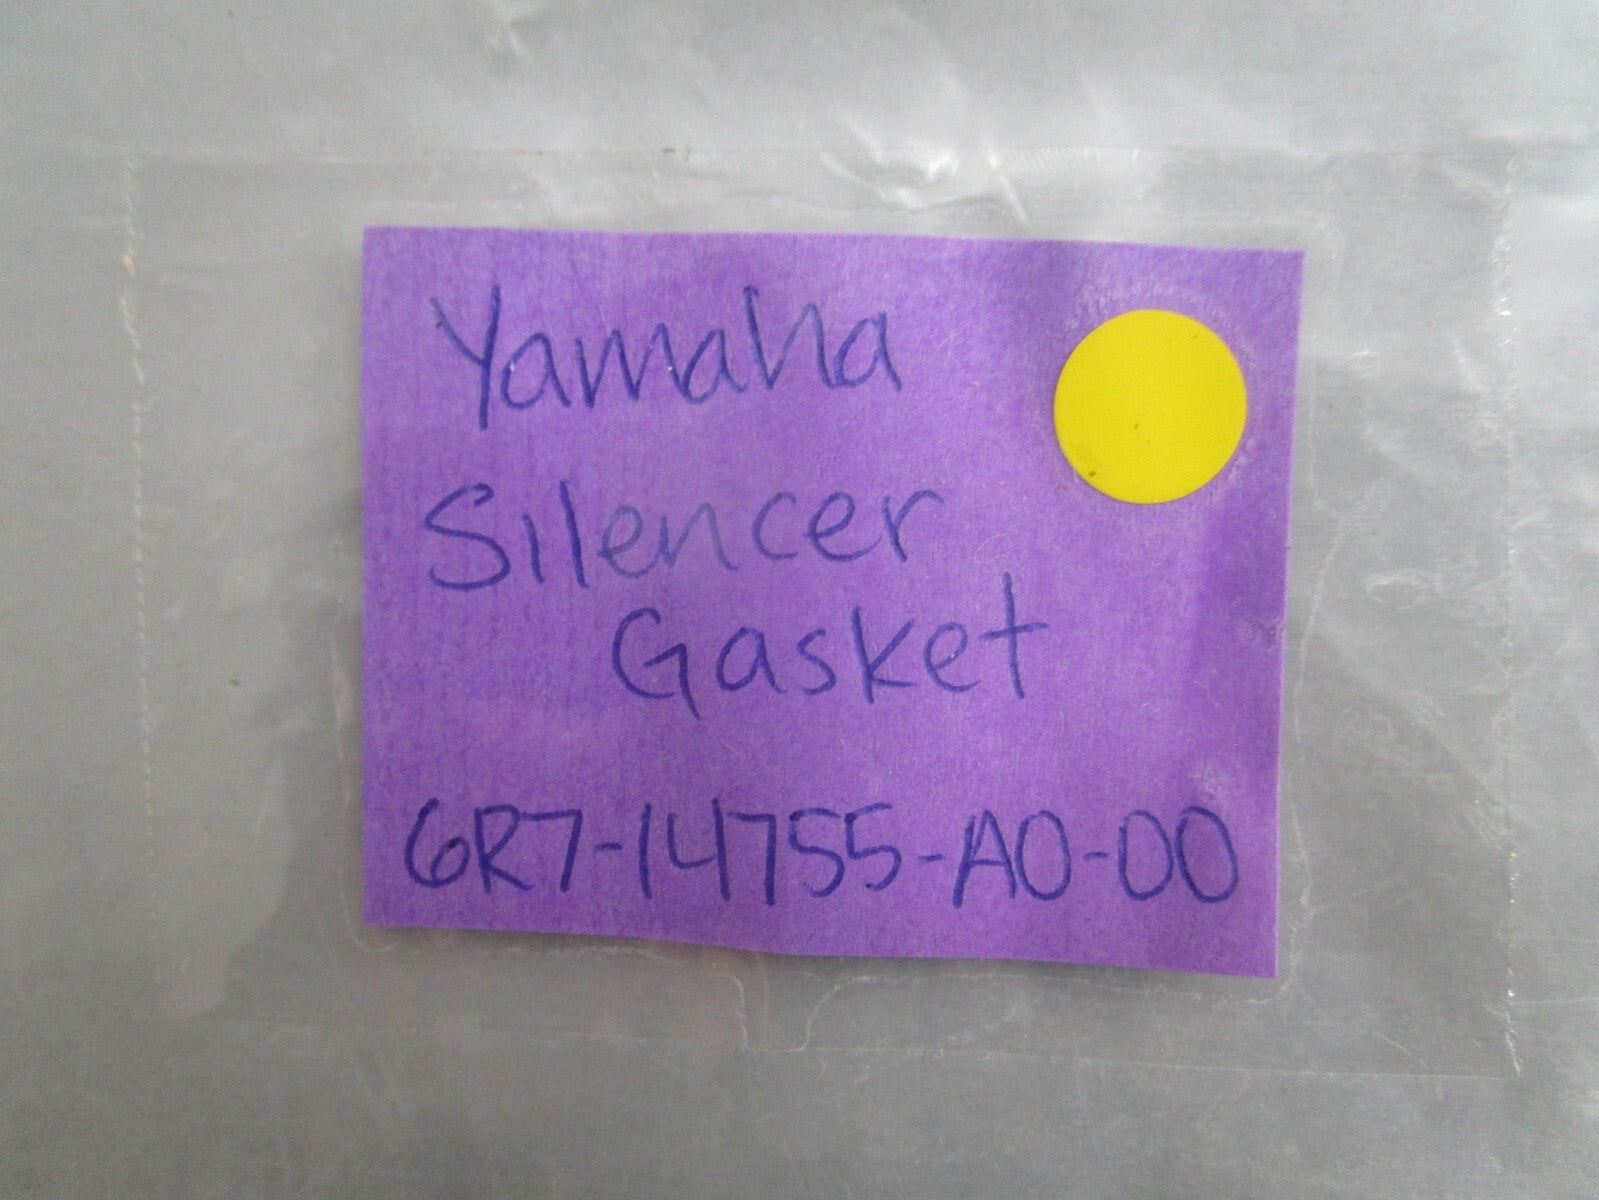 Yamaha
Silencer
Gasket
6R7-14755-A0-00